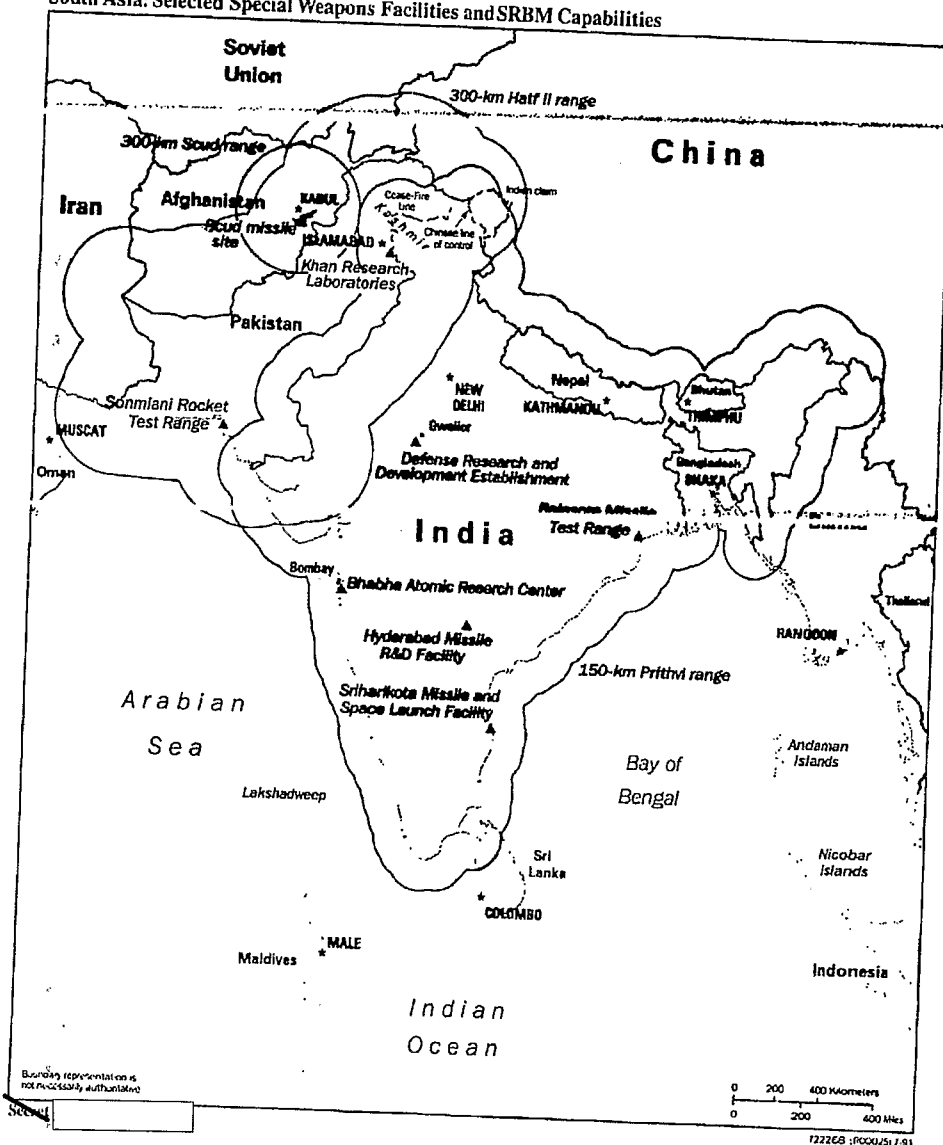 South Asia: Selected Special Weapons Facilities and SRBM Capabilities
Soviet
Union
300-km Hatf II range
300-km Scud range
China
Iran
Afghanistan
KABUL
Scud missile
site
Cease-Fire
Line
Kashmir
Indian claim
Chinese line
of control
ISLAMABAD
Khan Research
Laboratories
Pakistan
Nepal
KATHMANDU
Bhutan
THIMPHU
NEW
DELHI
Sonmiani Rocket
Test Range
MUSCAT
Oman
Gwalior
Defense Research and
Development Establishment
Bangladesh
DHAKA
India
Missile
Test Range
Bombay
Bhabha Atomic Reserch Center
Thailand
Hyderabad Missile
R&D Facility
RANGOON
150-km Prithvi range
Sriharikota Missile and
Space Launch Facility
Arabian
Sea
Bay of
Bengal
Andaman
Islands
Lakshadweep
Sri
Lanka
Nicobar
Islands
COLOMBO
MALE
Maldives
Indonesia
Indian
Ocean
Boundary representation is
not necessarily authoritative
Secret
0 200 400 Kilometers
0 200 400 Miles